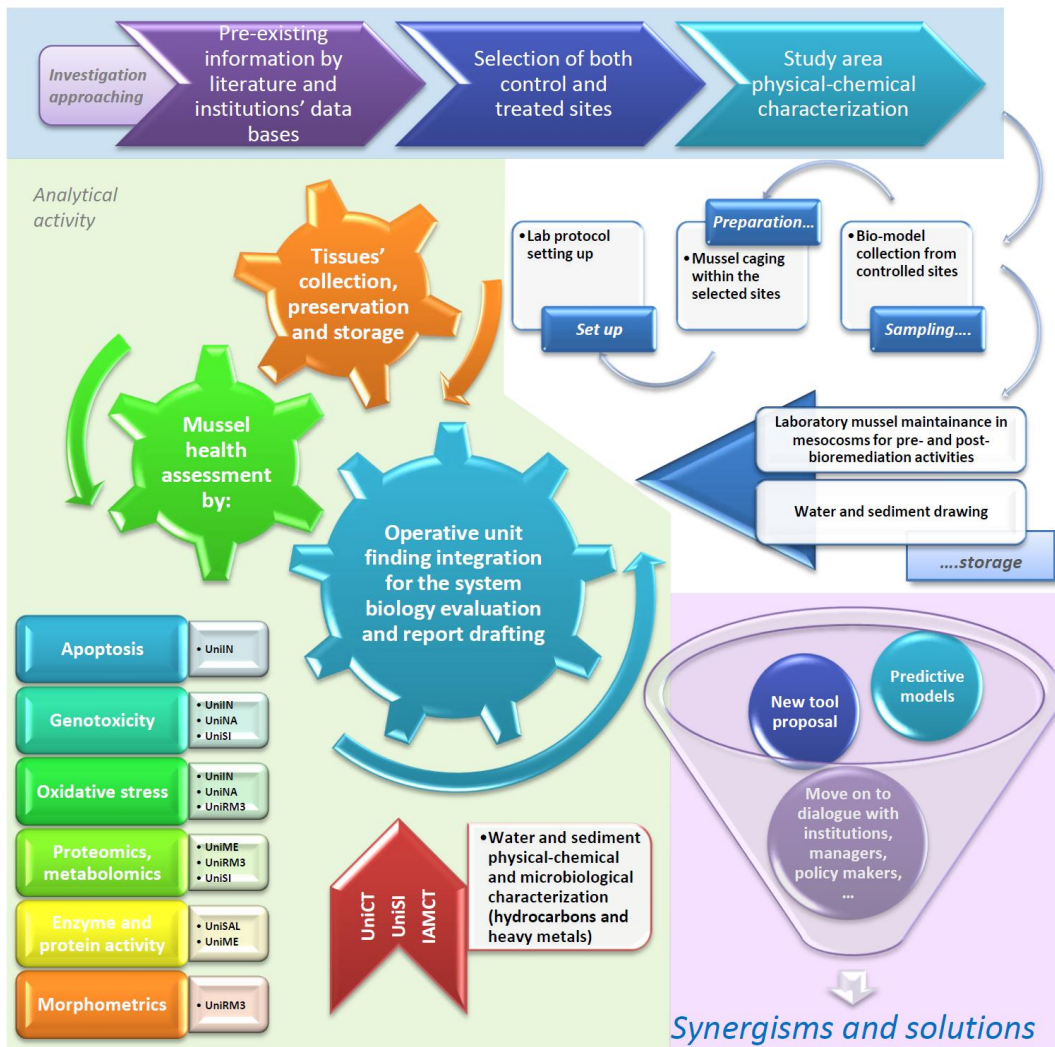 Investigation
approaching
Pre-existing
information by
literature and
institutions' data
bases
Selection of both
control and
treated sites
Study area
physical-chemical
characterization
Analytical
activity
Tissues'
collection,
preservation
and storage
Mussel
health
assessment
by:
Operative unit
finding integration
for the system
biology evaluation
and report drafting
•Lab protocol
setting up
Set up
Preparation…
•Mussel caging
within the
selected sites
•Bio-model
collection from
controlled sites
Sampling….
Laboratory mussel maintainance in
mesocosms for pre- and post-
bioremediation activities
Water and sediment drawing
….storage
Apoptosis
• UniIN
Genotoxicity
• UniIN
• UniNA
• UniSI
Oxidative stress
• UniIN
• UniNA
• UniRM3
Proteomics,
metabolomics
• UniME
• UniRM3
• UniSI
Enzyme and
protein activity
• UniSAL
• UniME
Morphometrics
• UniRM3
UniCT
UniSI
IAMCT
•Water and sediment
physical-chemical
and microbiological
characterization
(hydrocarbons and
heavy metals)
New tool
proposal
Predictive
models
Move on to
dialogue with
institutions,
managers,
policy makers,
…
Synergisms and solutions